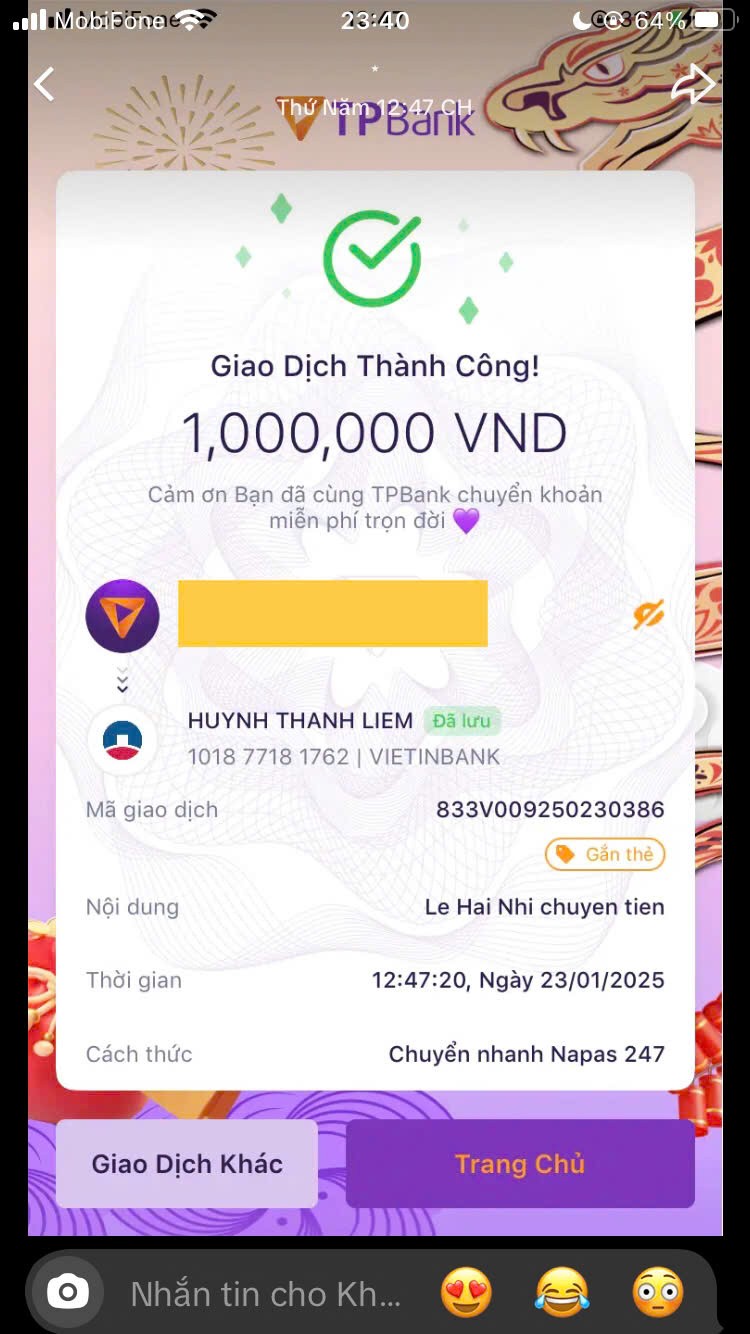 MobiFone 23:40 64%
Thứ Năm 12:47 CH
TPBank
Giao Dịch Thành Công!
1,000,000 VND
Cảm ơn Bạn đã cùng TPBank chuyển khoản
miễn phí trọn đời
HUYNH THANH LIEM Đã lưu
1018 7718 1762 | VIETINBANK
Mã giao dịch 833V009250230386
Gắn thẻ
Nội dung Le Hai Nhi chuyen tien
Thời gian 12:47:20, Ngày 23/01/2025
Cách thức Chuyển nhanh Napas 247
Giao Dịch Khác Trang Chủ
Nhắn tin cho Kh...